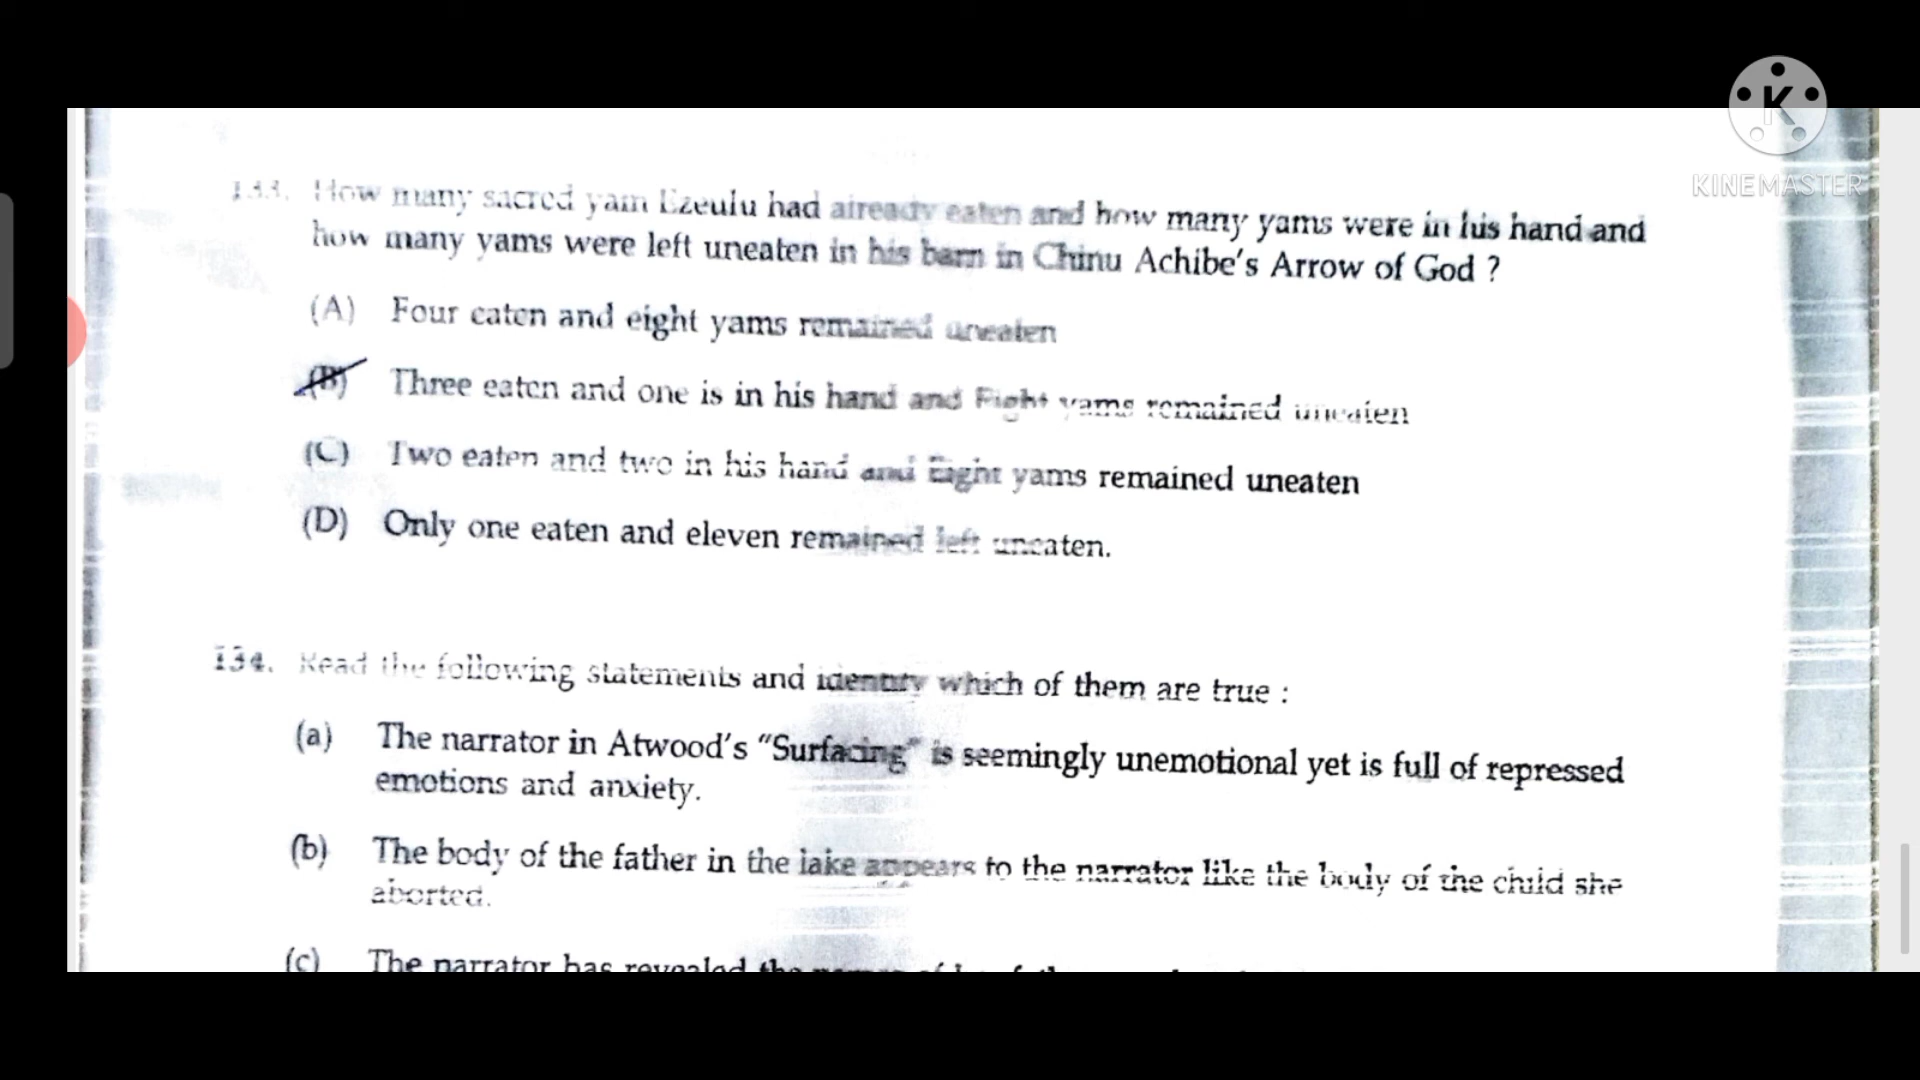 KINEMASTER
133. How many sacred yam Ezeulu had already eaten and how many yams were in his hand and
how many yams were left uneaten in his barn in Chinu Achibe's Arrow of God ?
(A) Four eaten and eight yams remained uneaten
(B) Three eaten and one is in his hand and Eight yams remained uneaten
(C) Two eaten and two in his hand and Eight yams remained uneaten
(D) Only one eaten and eleven remained left uneaten.
134. Read the following statements and identify which of them are true :
(a) The narrator in Atwood's "Surfacing" is seemingly unemotional yet is full of repressed
emotions and anxiety.
(b) The body of the father in the lake appears to the narrator like the body of the child she
aborted.
(c) The narrator has revealed the